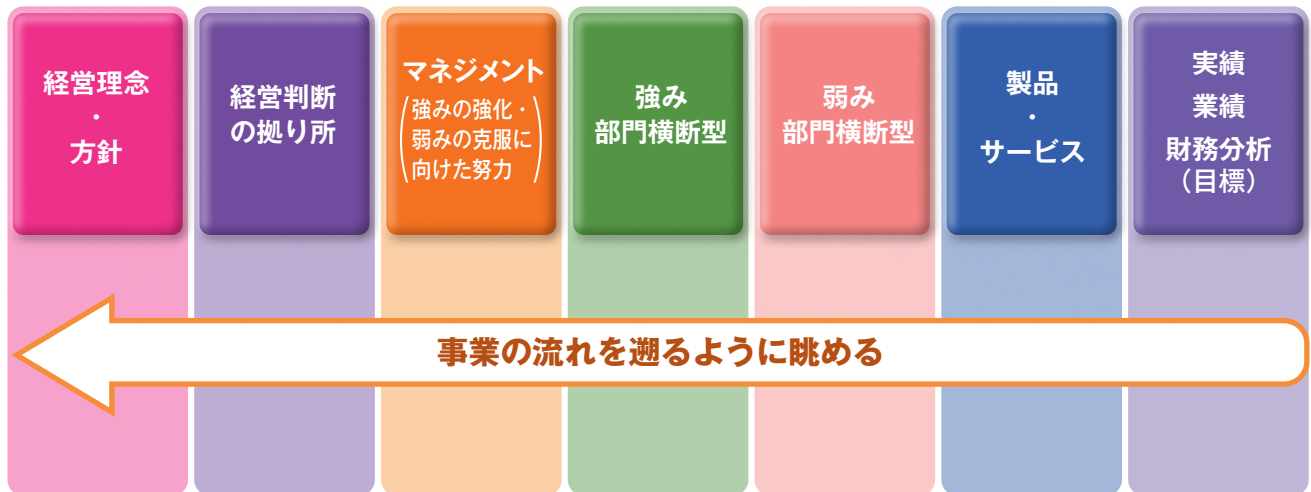 経営理念
・
方針
経営判断
の拠り所
マネジメント
(強みの強化・
弱みの克服に
向けた努力)
強み
部門横断型
弱み
部門横断型
製品
・
サービス
実績
業績
財務分析
(目標)
事業の流れを遡るように眺める